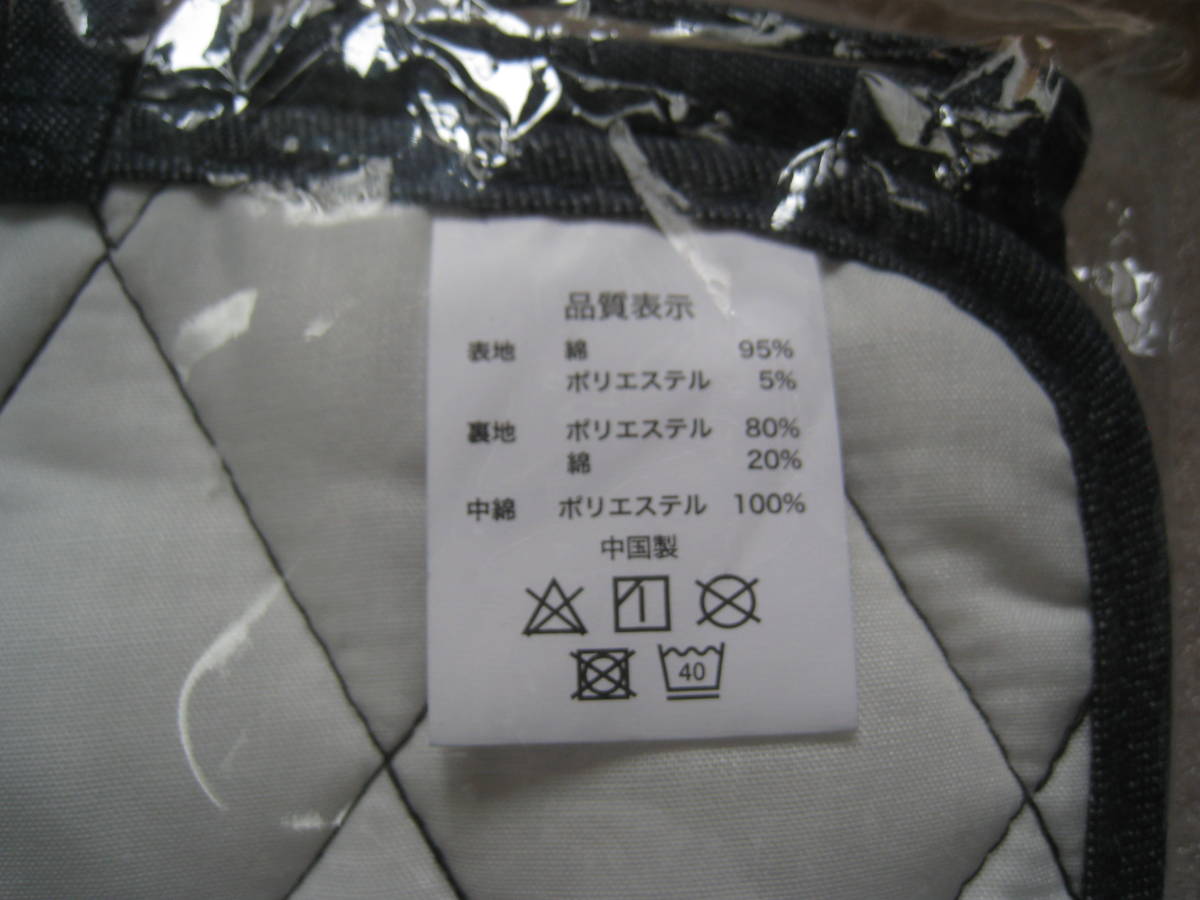 品質表示
表地 綿 95%
ポリエステル 5%
裏地 ポリエステル 80%
綿 20%
中綿 ポリエステル 100%
中国製
40